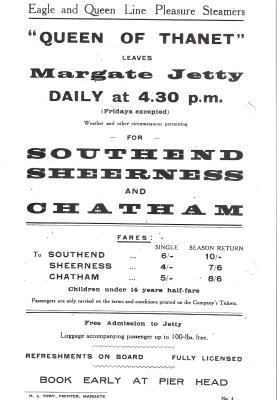 Eagle and Queen Line Pleasure Steamers
"QUEEN OF THANET"
LEAVES
Margate Jetty
DAILY at 4.30 p.m.
(Fridays excepted)
Weather and other circumstances permitting
— FOR —
SOUTHEND
SHEERNESS
AND
CHATHAM
FARES:
SINGLE SEASON RETURN
To SOUTHEND ... 6/- 10/-
SHEERNESS ... 4/- 7/6
CHATHAM ... 5/- 8/6
Children under 14 years half-fare
Passengers are only carried on the terms and conditions printed on the Company's Tickets.
Free Admission to Jetty
Luggage accompanying passenger up to 100-lbs. free.
REFRESHMENTS ON BOARD FULLY LICENSED
BOOK EARLY AT PIER HEAD
H. L. TOBY, PRINTER, MARGATE No. 4